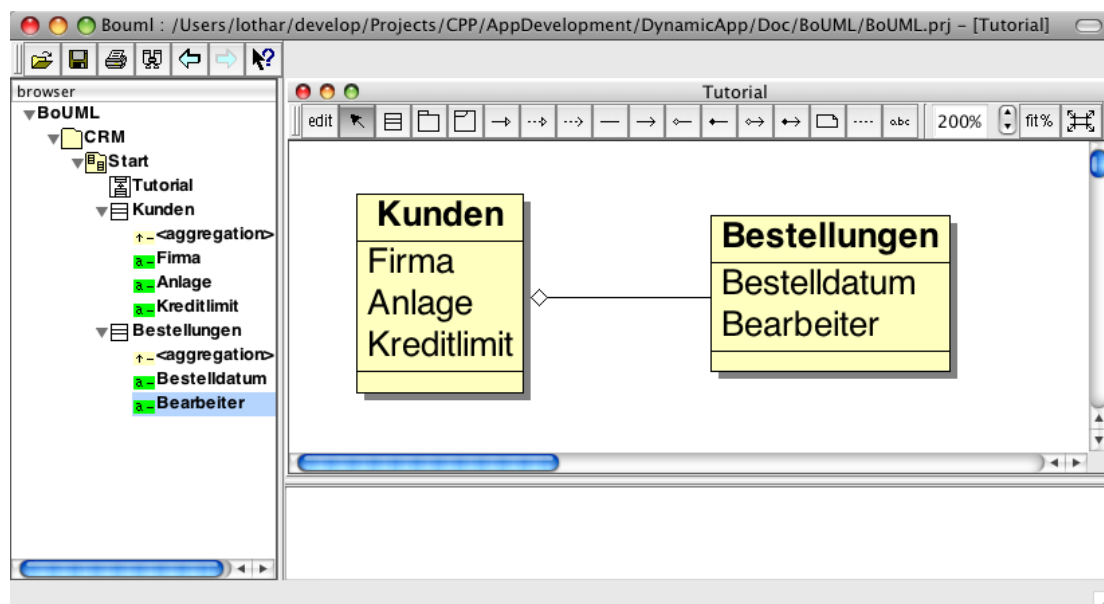 Bouml : /Users/lothar/develop/Projects/CPP/AppDevelopment/DynamicApp/Doc/BoUML/BoUML.prj – [Tutorial]
browser
BoUML
CRM
Start
Tutorial
Kunden
<aggregation>
Firma
Anlage
Kreditlimit
Bestellungen
<aggregation>
Bestelldatum
Bearbeiter
Tutorial
edit
abc
200%
fit%
Kunden
Firma
Anlage
Kreditlimit
Bestellungen
Bestelldatum
Bearbeiter